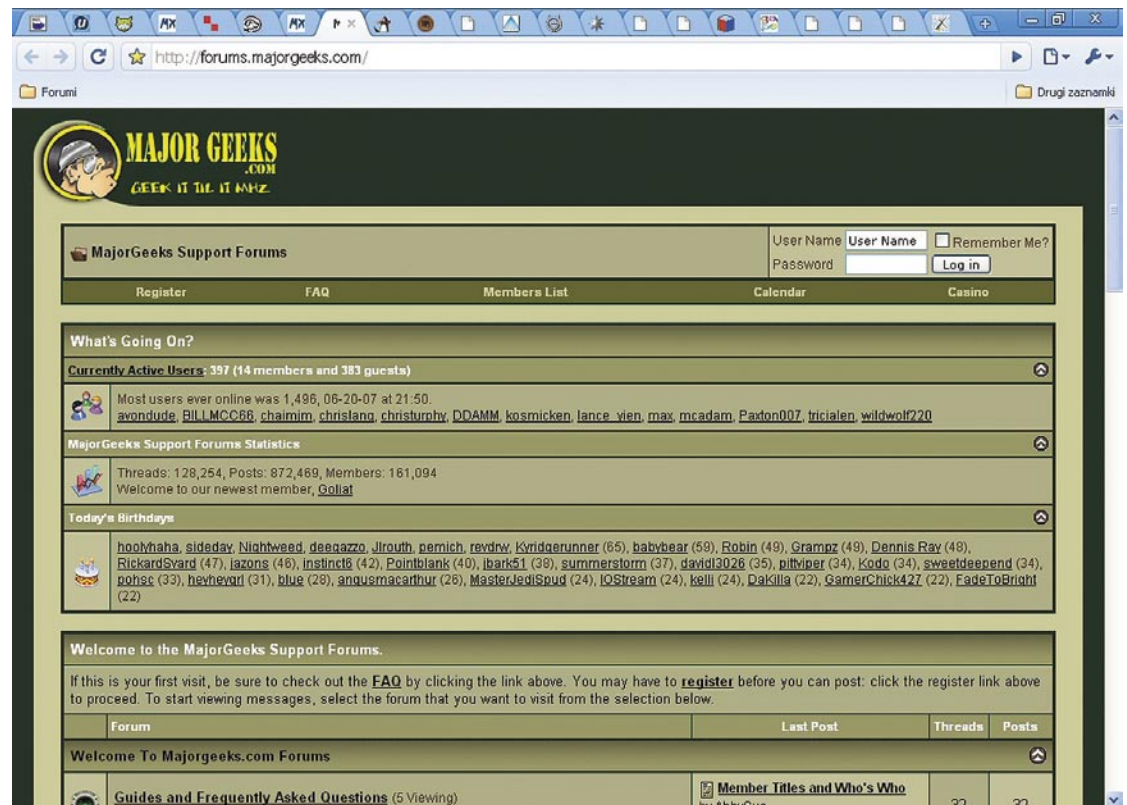 http://forums.majorgeeks.com/
Forumi
Drugi zaznamki
MAJOR GEEKS
.COM
GEEK IT TIL IT MHZ
MajorGeeks Support Forums
User Name User Name Remember Me?
Password Log in
Register FAQ Members List Calendar Casino
What's Going On?
Currently Active Users: 397 (14 members and 383 guests)
Most users ever online was 1,496, 06-20-07 at 21:50.
avondude, BILLMCC66, chaimim, chrislang, christurphy, DDAMM, kosmicken, lance_vien, max, mcadam, Paxton007, tricialen, wildwolf220
MajorGeeks Support Forums Statistics
Threads: 128,254, Posts: 872,469, Members: 161,094
Welcome to our newest member, Goliat
Today's Birthdays
hoolyhaha, sideday, Nightweed, deegazzo, Jlrouth, pernich, revdrw, Kyridgerunner (65), babybear (59), Robin (49), Grampz (49), Dennis Ray (48),
RickardSvard (47), jazons (46), instinct6 (42), Pointblank (40), jbark51 (38), summerstorm (37), davidl3026 (35), pittviper (34), Kodo (34), sweetdeepend (34),
pohsc (33), heyheygrl (31), blue (28), angusmacarthur (26), MasterJediSpud (24), IOStream (24), kelli (24), DaKilla (22), GamerChick427 (22), FadeToBright
(22)
Welcome to the MajorGeeks Support Forums.
If this is your first visit, be sure to check out the FAQ by clicking the link above. You may have to register before you can post: click the register link above
to proceed. To start viewing messages, select the forum that you want to visit from the selection below.
Forum Last Post Threads Posts
Welcome To Majorgeeks.com Forums
Guides and Frequently Asked Questions (5 Viewing)
Member Titles and Who's Who